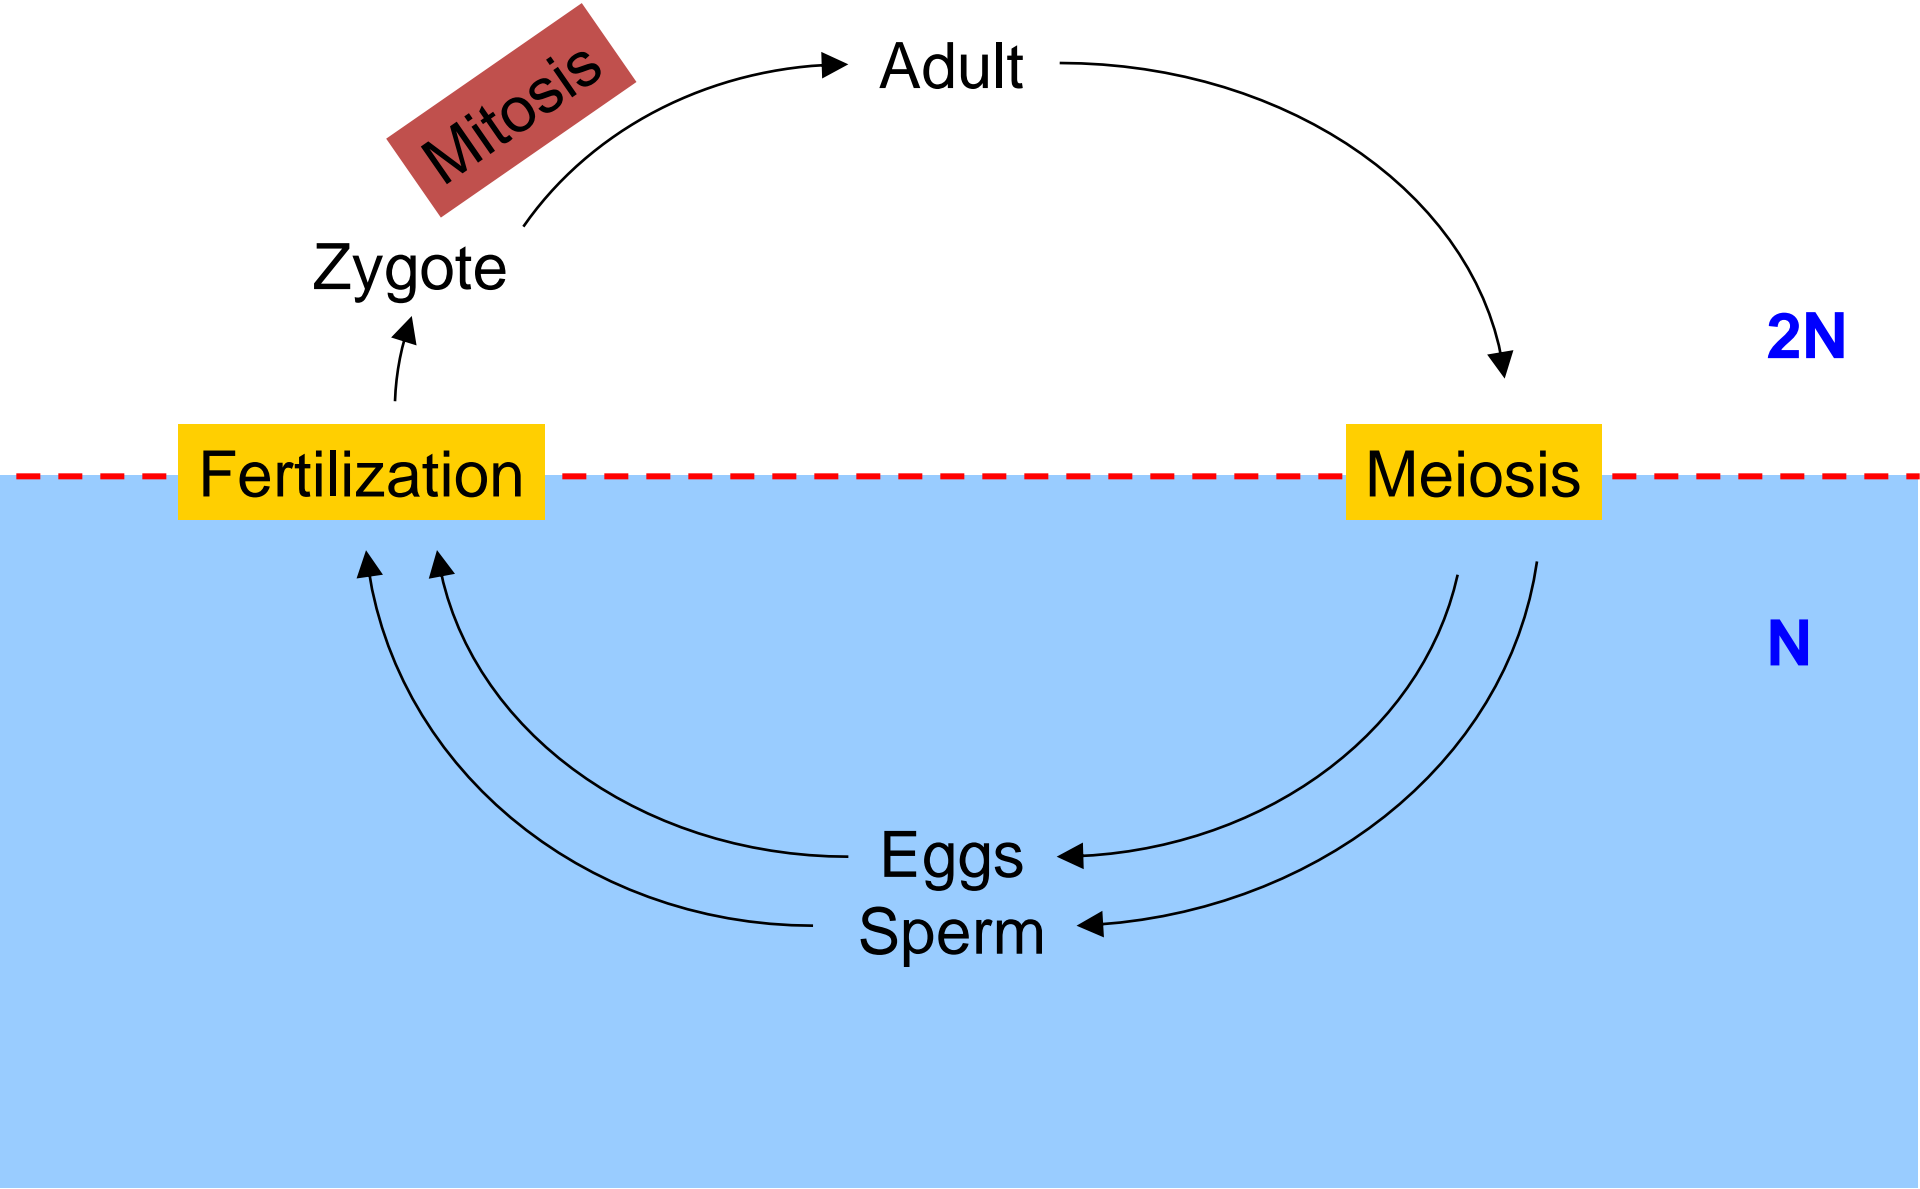 Mitosis
Adult
Zygote
2N
Fertilization
Meiosis
N
Eggs
Sperm